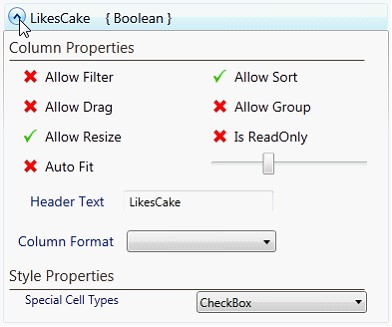 LikesCake { Boolean }
Column Properties
Allow Filter Allow Sort
Allow Drag Allow Group
Allow Resize Is ReadOnly
Auto Fit
Header Text LikesCake
Column Format
Style Properties
Special Cell Types CheckBox